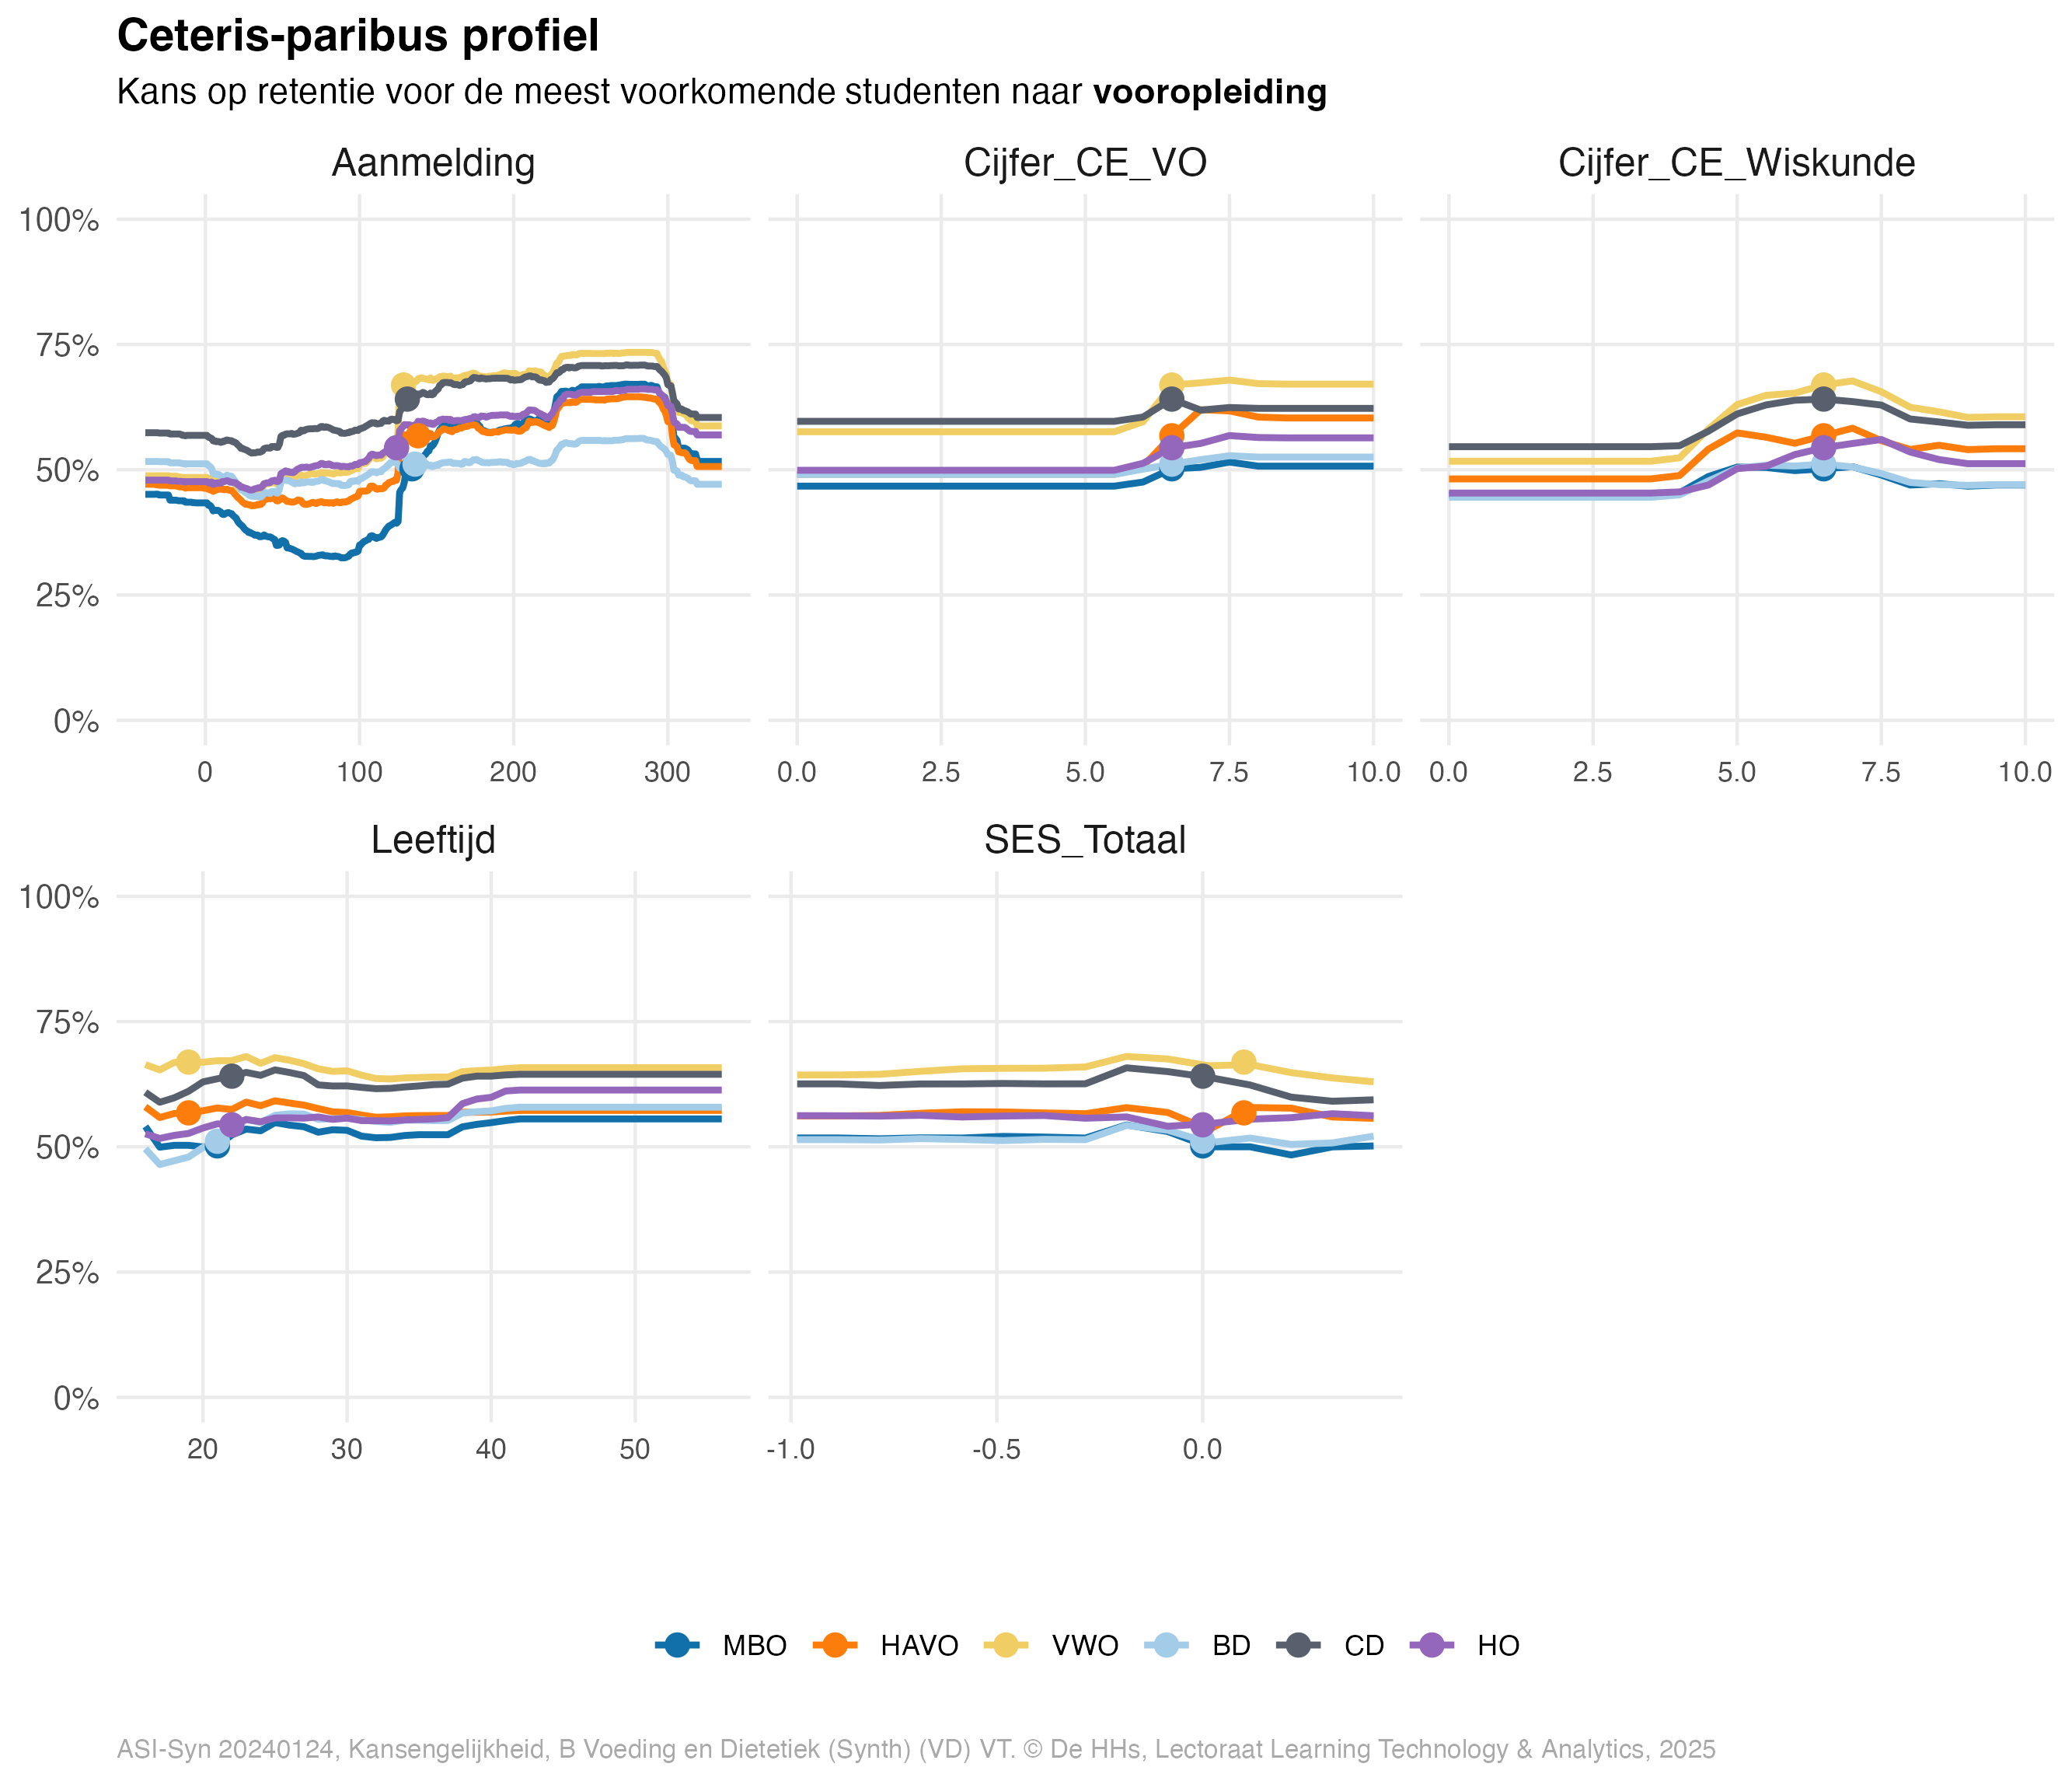 Ceteris-paribus profiel
Kans op retentie voor de meest voorkomende studenten naar vooropleiding
Aanmelding
Cijfer_CE_VO
Cijfer_CE_Wiskunde
100%
75%
50%
25%
0%
0 100 200 300
0.0 2.5 5.0 7.5 10.0
0.0 2.5 5.0 7.5 10.0
Leeftijd
SES_Totaal
100%
75%
50%
25%
0%
20 30 40 50
-1.0 -0.5 0.0
MBO HAVO VWO BD CD HO
ASI-Syn 20240124, Kansengelijkheid, B Voeding en Dietetiek (Synth) (VD) VT. © De HHs, Lectoraat Learning Technology & Analytics, 2025